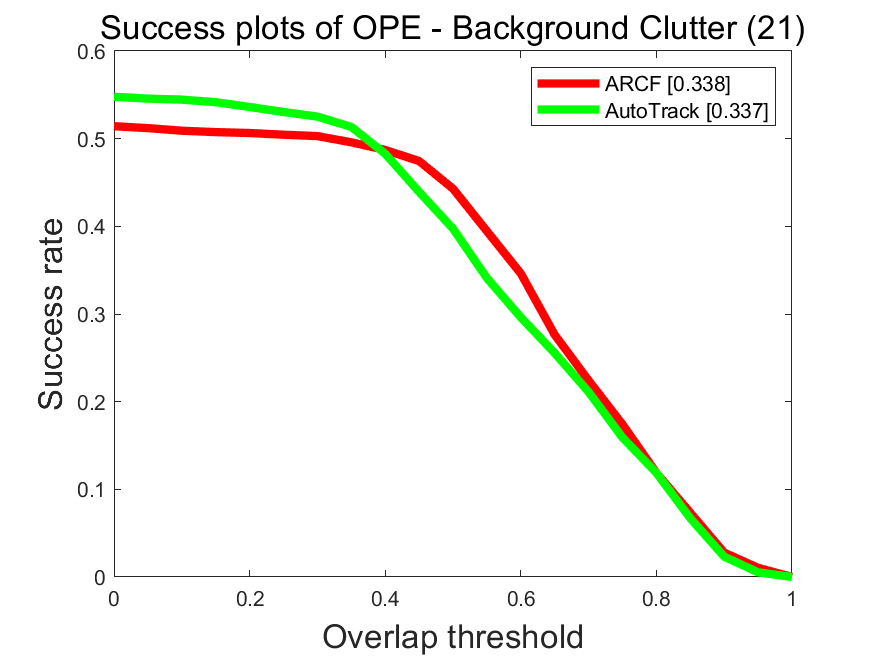 Success plots of OPE - Background Clutter (21)
0.6
0.5
0.4
0.3
0.2
0.1
0
Success rate
ARCF [0.338]
AutoTrack [0.337]
0 0.2 0.4 0.6 0.8 1
Overlap threshold